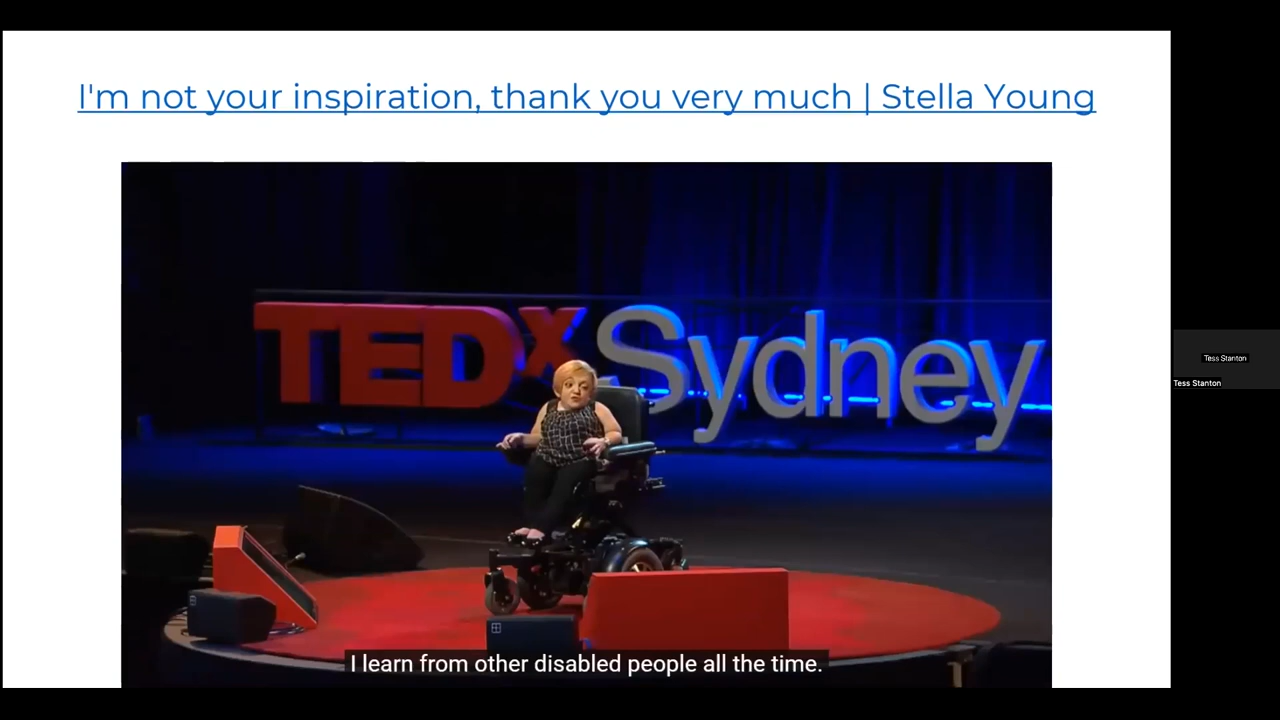 I'm not your inspiration, thank you very much | Stella Young
TEDx Sydney
Tess Stanton
Tess Stanton
I learn from other disabled people all the time.